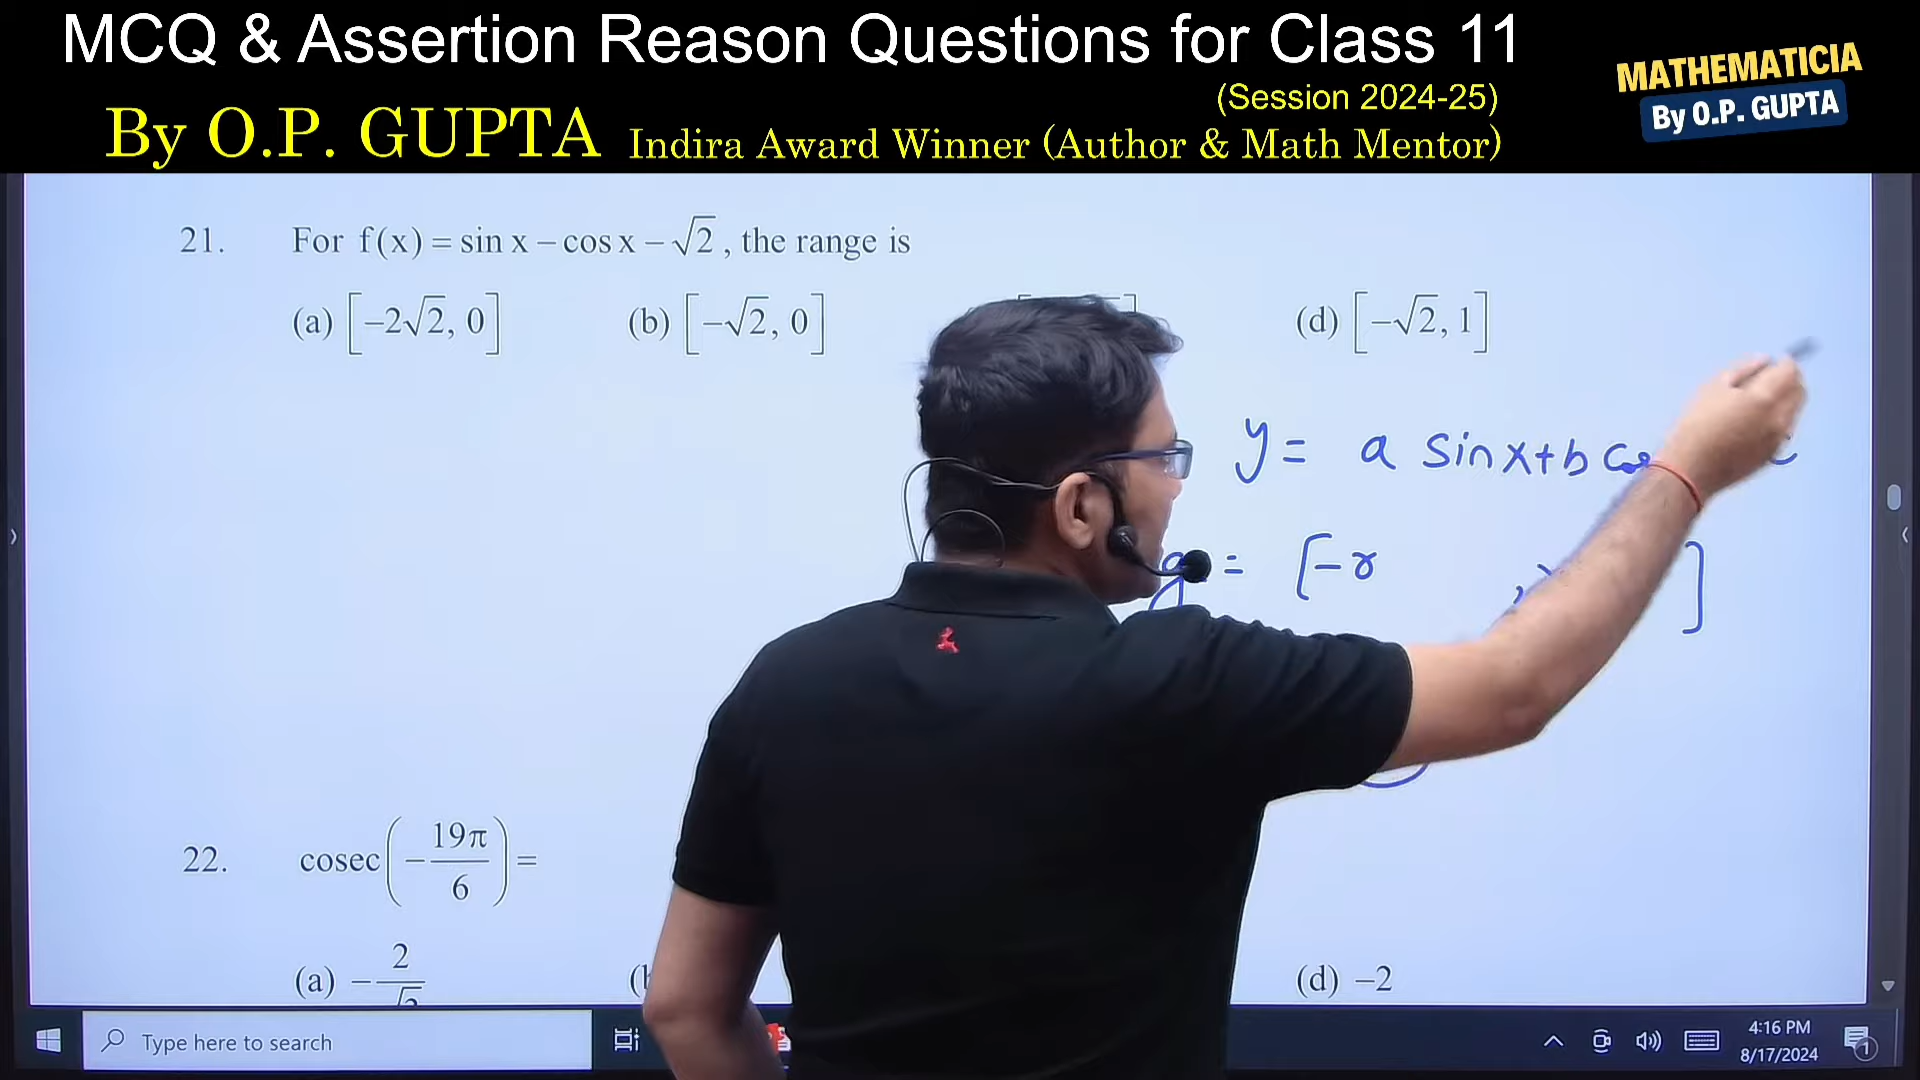 MCQ & Assertion Reason Questions for Class 11
(Session 2024-25)
By O.P. GUPTA Indira Award Winner (Author & Math Mentor)
MATHEMATICIA
By O.P. GUPTA
21. For f(x) = sin x − cos x − √2, the range is
(a) [−2√2, 0] (b) [−√2, 0] (d) [−√2, 1]
y = a sin x + b cos
= [−r , ]
22. cosec(−19π/6) =
(a) −2/ (d) −2
Type here to search
4:16 PM
8/17/2024
1